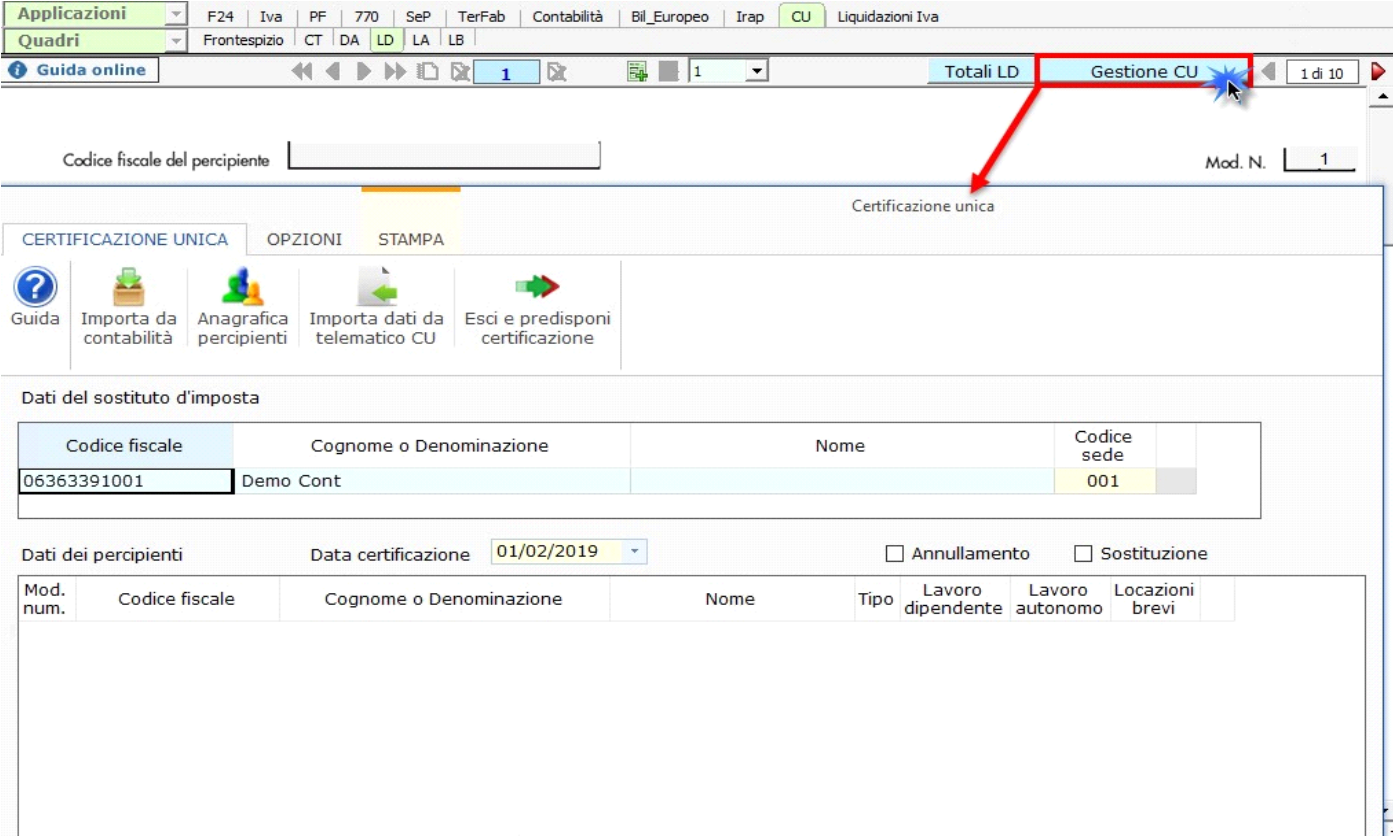 Applicazioni F24 Iva PF 770 SeP TerFab Contabilità Bil_Europeo Irap CU Liquidazioni Iva
Quadri Frontespizio CT DA LD LA LB
Guida online 1 1 Totali LD Gestione CU 1 di 10
Codice fiscale del percipiente Mod. N. 1
Certificazione unica
CERTIFICAZIONE UNICA OPZIONI STAMPA
Guida Importa da Anagrafica Importa dati da Esci e predisponi
contabilità percipienti telematico CU certificazione
Dati del sostituto d'imposta
Codice fiscale Cognome o Denominazione Nome Codice
sede
06363391001 Demo Cont 001
Dati dei percipienti Data certificazione 01/02/2019 Annullamento Sostituzione
Mod. Codice fiscale Cognome o Denominazione Nome Tipo Lavoro Lavoro Locazioni
num. dipendente autonomo brevi